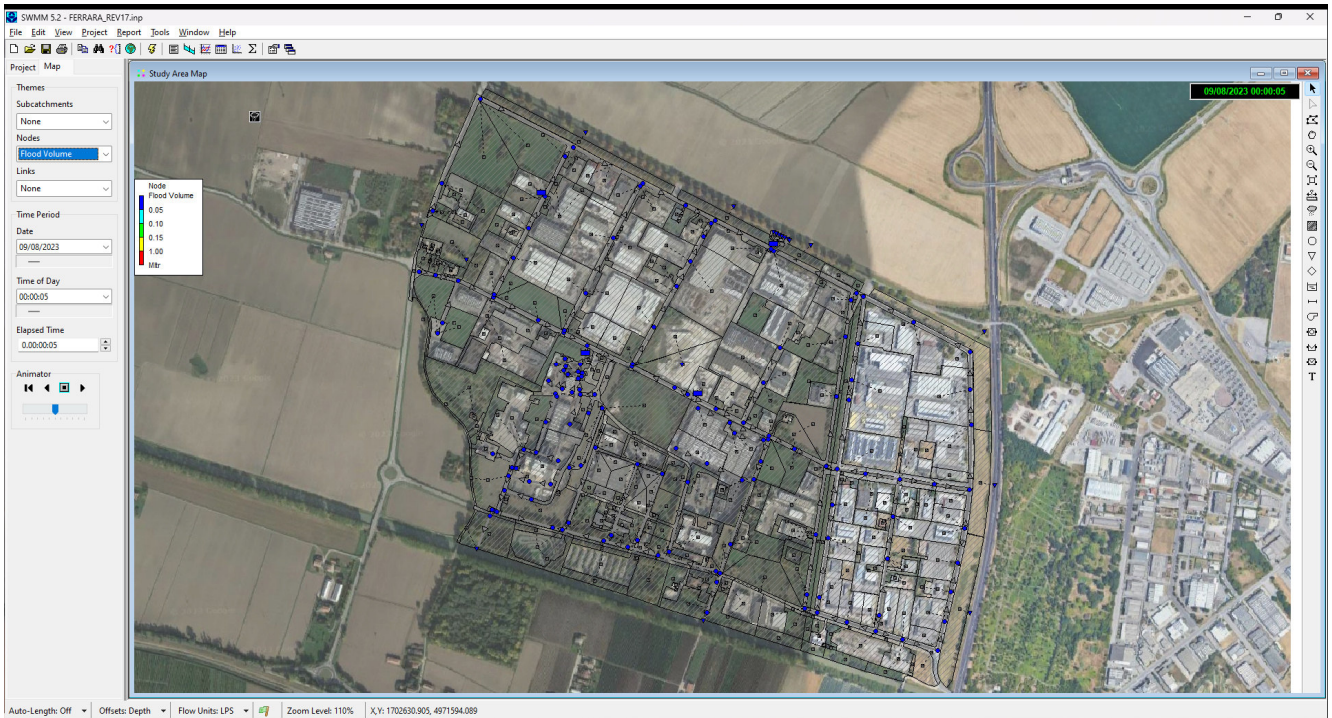 SWMM 5.2 - FERRARA_REV17.inp
File Edit View Project Report Tools Window Help
Project Map
Study Area Map
09/08/2023 00:00:05
Themes
Subcatchments
None
Nodes
Flood Volume
Links
None
Time Period
Date
09/08/2023
Time of Day
00:00:05
Elapsed Time
0.00:00:05
Animator
Node
Flood Volume
0.05
0.10
0.15
1.00
Mltr
T
Auto-Length: Off Offsets: Depth Flow Units: LPS Zoom Level: 110% X,Y: 1702630.905, 4971594.089